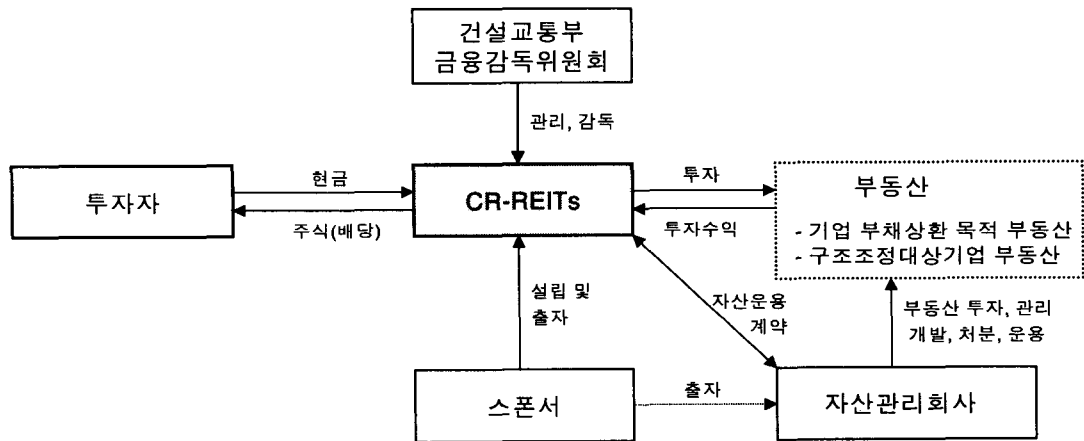 건설교통부
금융감독위원회
관리, 감독
투자자
현금
주식(배당)
CR-REITs
투자
투자수익
부동산
- 기업 부채상환 목적 부동산
- 구조조정대상기업 부동산
설립 및
출자
자산운용
계약
부동산 투자, 관리
개발, 처분, 운용
스폰서
출자
자산관리회사